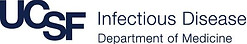 UCSF Infectious Disease
Department of Medicine